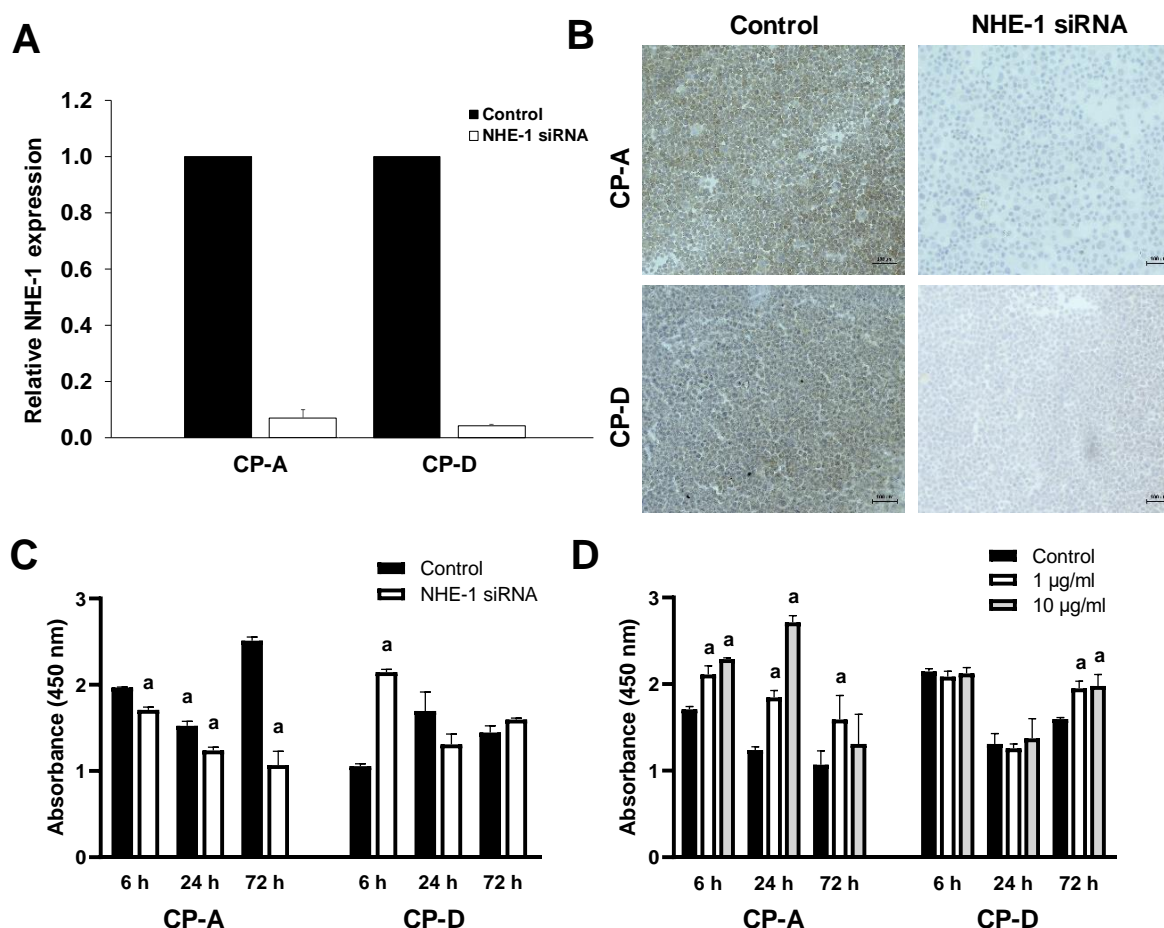 A
Relative NHE-1 expression
1.2
1.0
0.8
0.6
0.4
0.2
0.0
Control
NHE-1 siRNA
CP-A CP-D
B
Control NHE-1 siRNA
CP-A
CP-D
C
Absorbance (450 nm)
3
2
1
0
Control
NHE-1 siRNA
a a a a a
6 h 24 h 72 h 6 h 24 h 72 h
CP-A CP-D
D
Absorbance (450 nm)
3
2
1
0
Control
1 µg/ml
10 µg/ml
a a a a a a a
6 h 24 h 72 h 6 h 24 h 72 h
CP-A CP-D